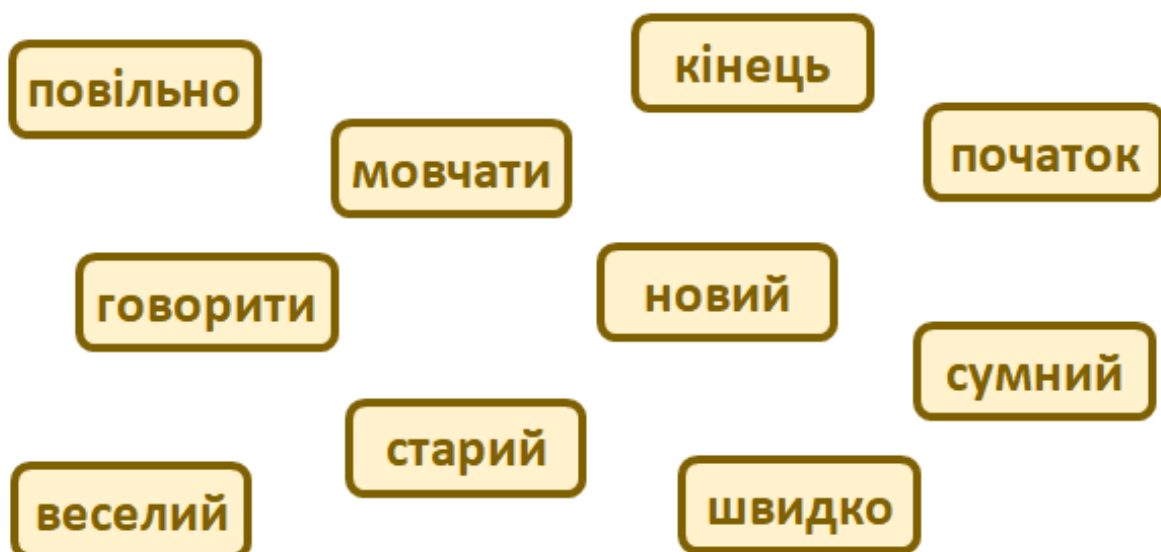 повільно
кінець
мовчати
початок
говорити
новий
сумний
старий
веселий
швидко